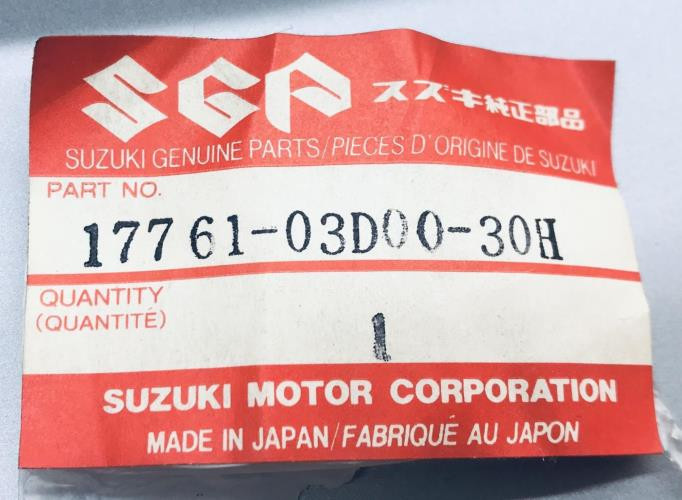 SGP スズキ純正部品
SUZUKI GENUINE PARTS/PIECES D'ORIGINE DE SUZUKI
PART NO.
17761-03D00-30H
QUANTITY
(QUANTITÉ)
1
SUZUKI MOTOR CORPORATION
MADE IN JAPAN/FABRIQUÉ AU JAPON